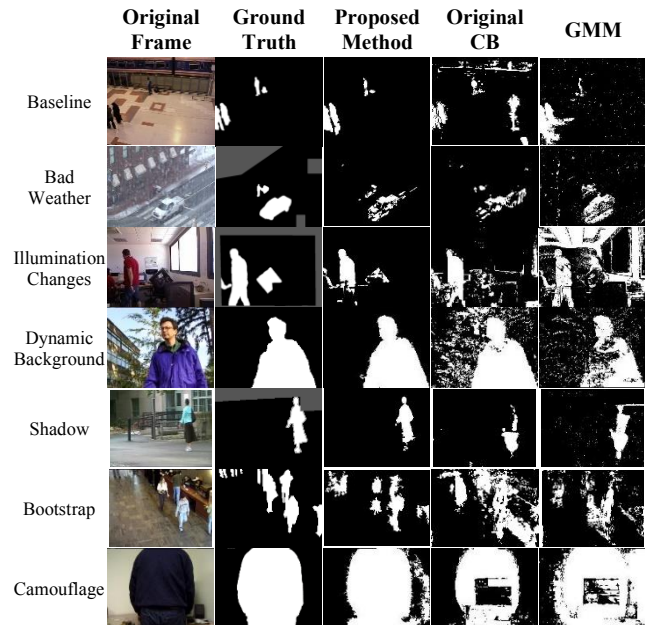 Original Frame
Ground Truth
Proposed Method
Original CB
GMM
Baseline
Bad Weather
Illumination Changes
Dynamic Background
Shadow
Bootstrap
Camouflage